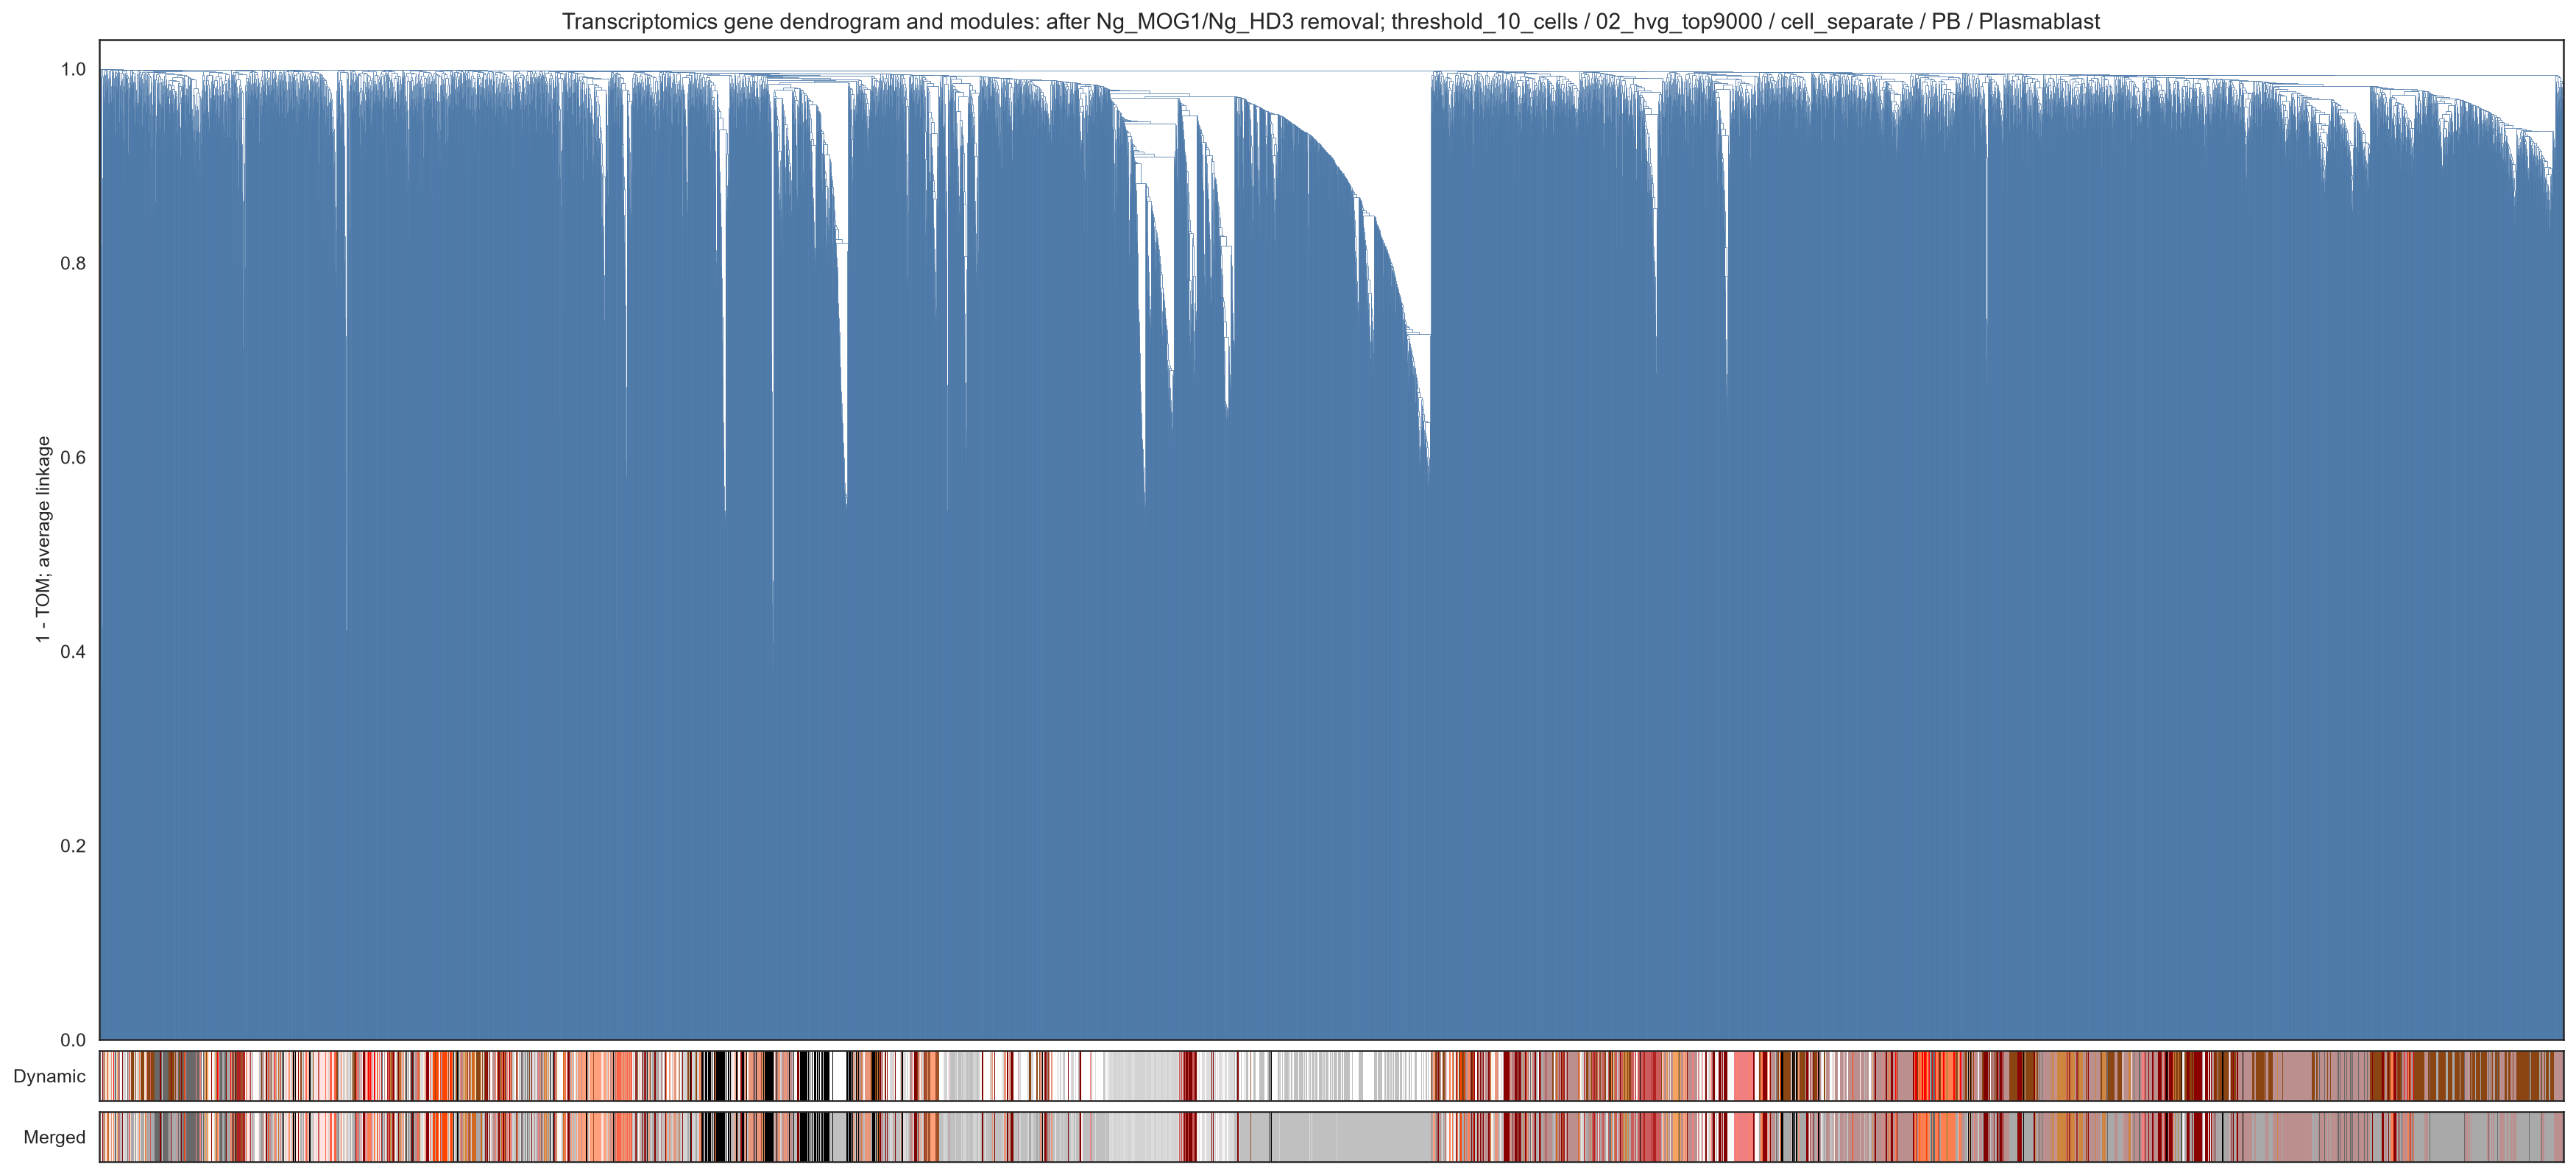 Transcriptomics gene dendrogram and modules: after Ng_MOG1/Ng_HD3 removal; threshold_10_cells / 02_hvg_top9000 / cell_separate / PB / Plasmablast
1.0
0.8
0.6
0.4
0.2
0.0
1 - TOM; average linkage
Dynamic
Merged